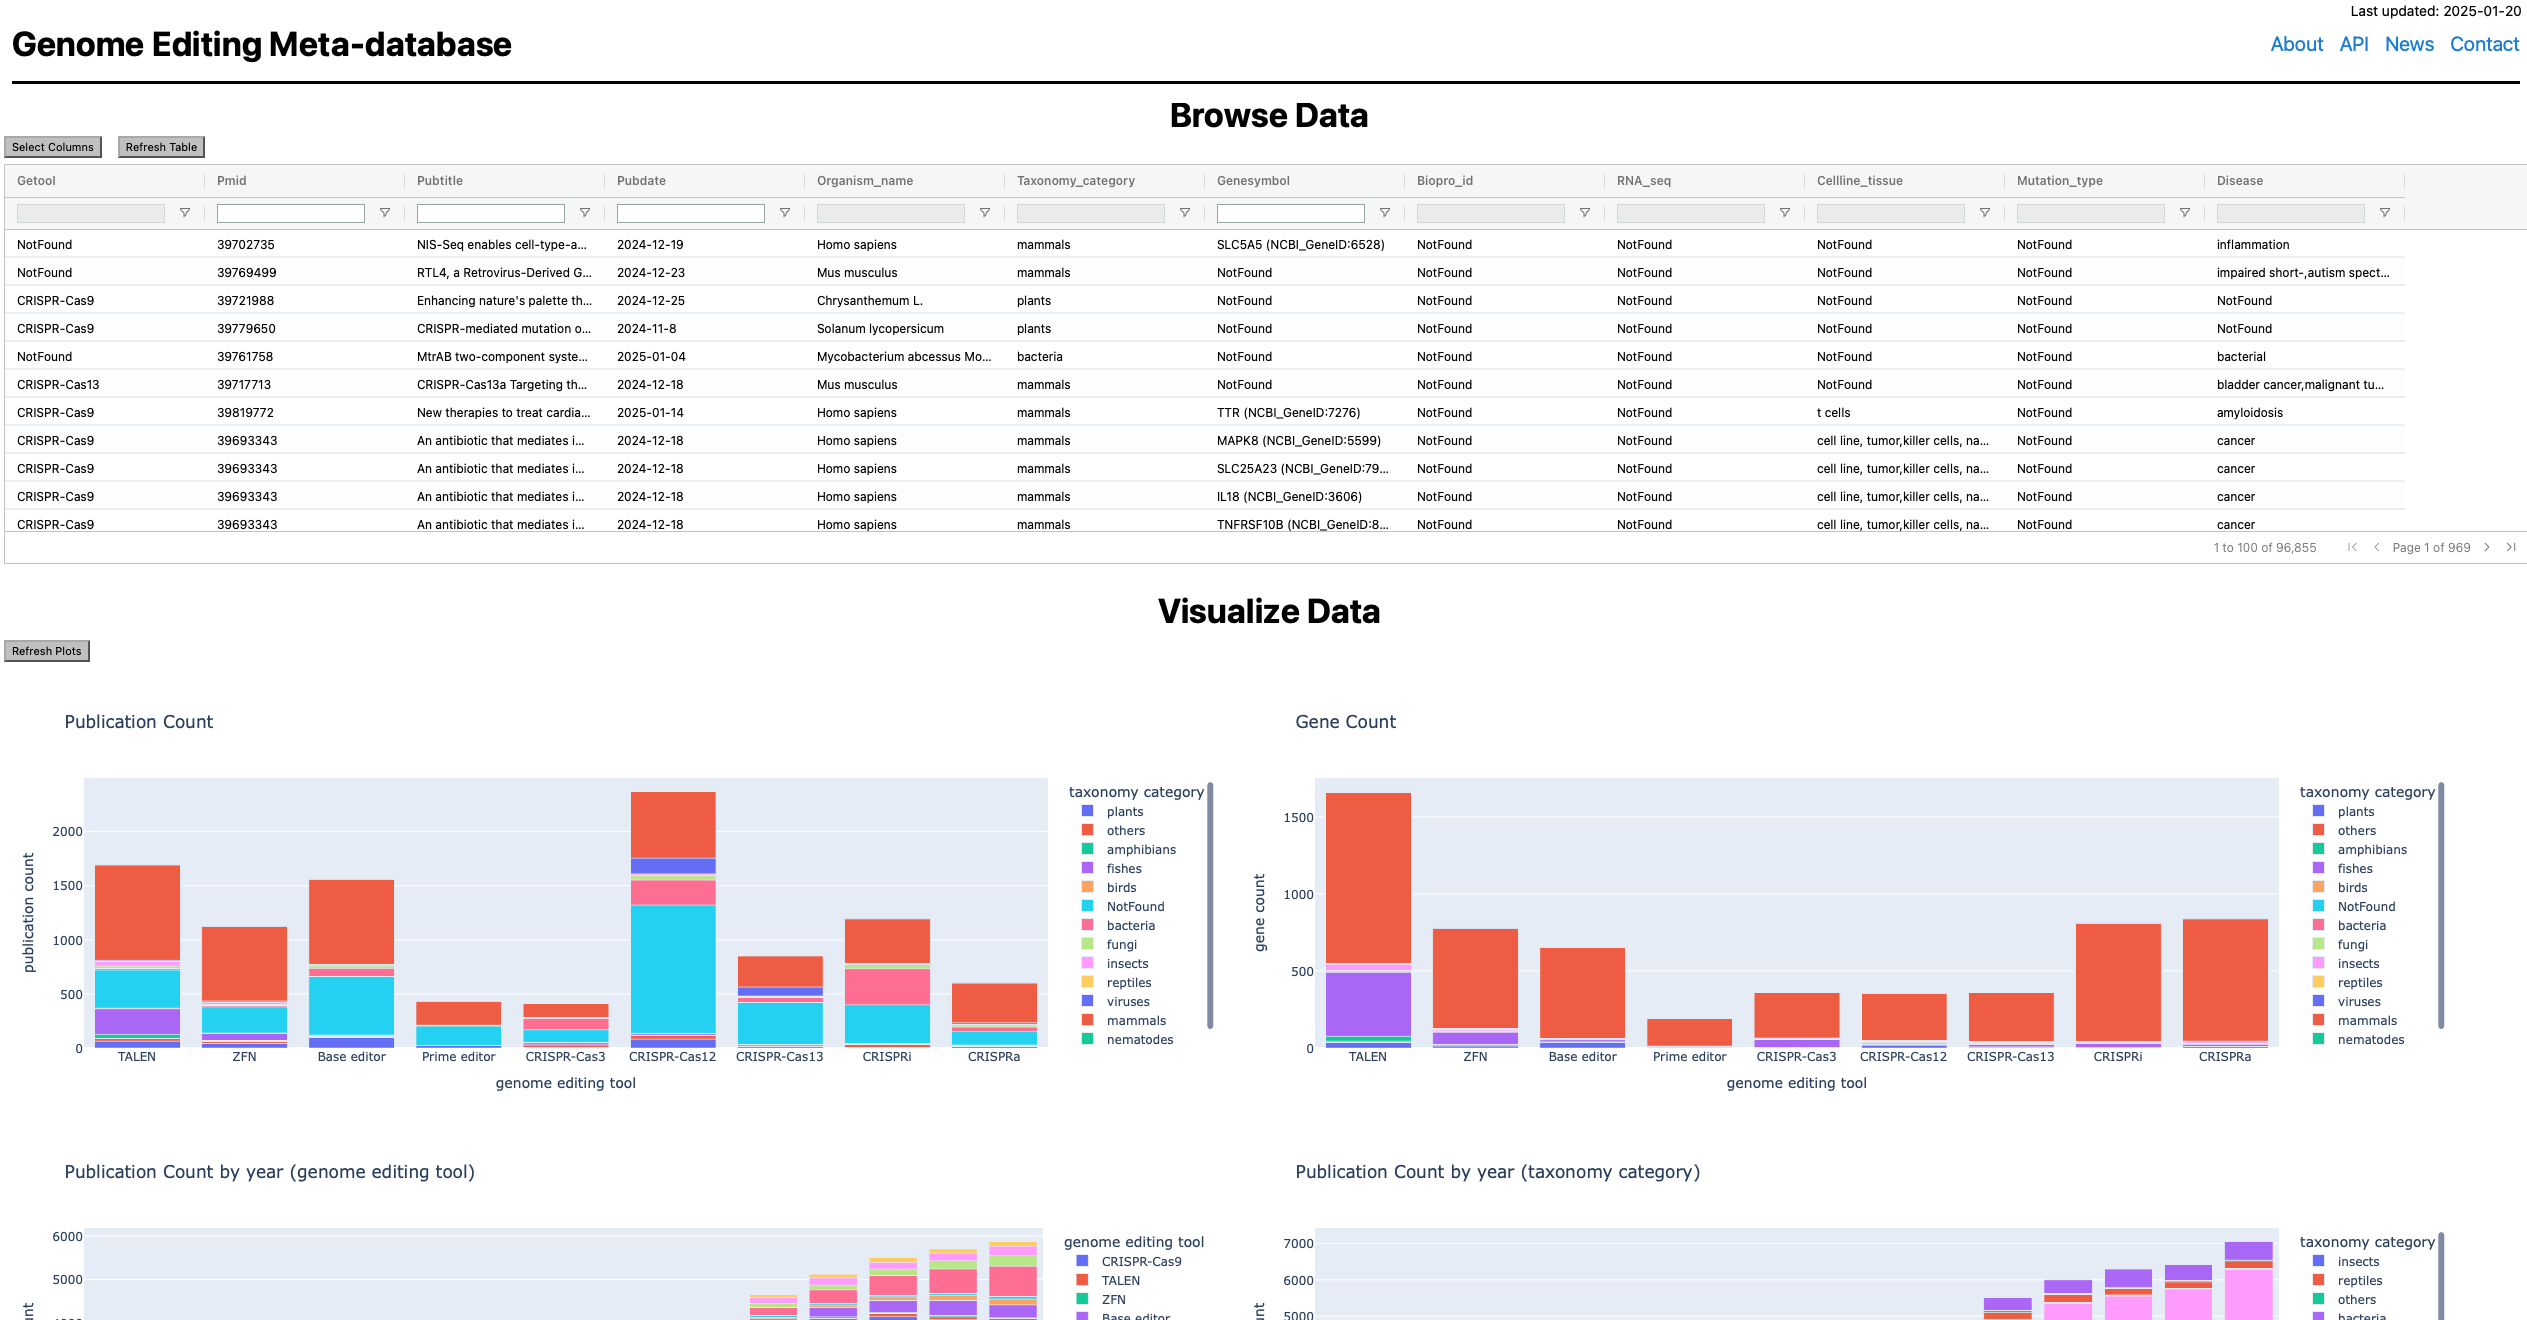 Last updated: 2025-01-20
Genome Editing Meta-database
About API News Contact
Browse Data
Select Columns Refresh Table
Getool Pmid Pubtitle Pubdate Organism_name Taxonomy_category Genesymbol Biopro_id RNA_seq Cellline_tissue Mutation_type Disease
NotFound 39702735 NIS-Seq enables cell-type-a... 2024-12-19 Homo sapiens mammals SLC5A5 (NCBI_GeneID:6528) NotFound NotFound NotFound NotFound inflammation
NotFound 39769499 RTL4, a Retrovirus-Derived G... 2024-12-23 Mus musculus mammals NotFound NotFound NotFound NotFound NotFound impaired short-,autism spect...
CRISPR-Cas9 39721988 Enhancing nature's palette th... 2024-12-25 Chrysanthemum L. plants NotFound NotFound NotFound NotFound NotFound NotFound
CRISPR-Cas9 39779650 CRISPR-mediated mutation o... 2024-11-8 Solanum lycopersicum plants NotFound NotFound NotFound NotFound NotFound NotFound
NotFound 39761758 MtrAB two-component syste... 2025-01-04 Mycobacterium abcessus Mo... bacteria NotFound NotFound NotFound NotFound NotFound bacterial
CRISPR-Cas13 39717713 CRISPR-Cas13a Targeting th... 2024-12-18 Mus musculus mammals NotFound NotFound NotFound NotFound NotFound bladder cancer,malignant tu...
CRISPR-Cas9 39819772 New therapies to treat cardia... 2025-01-14 Homo sapiens mammals TTR (NCBI_GeneID:7276) NotFound NotFound t cells NotFound amyloidosis
CRISPR-Cas9 39693343 An antibiotic that mediates i... 2024-12-18 Homo sapiens mammals MAPK8 (NCBI_GeneID:5599) NotFound NotFound cell line, tumor,killer cells, na... NotFound cancer
CRISPR-Cas9 39693343 An antibiotic that mediates i... 2024-12-18 Homo sapiens mammals SLC25A23 (NCBI_GeneID:79... NotFound NotFound cell line, tumor,killer cells, na... NotFound cancer
CRISPR-Cas9 39693343 An antibiotic that mediates i... 2024-12-18 Homo sapiens mammals IL18 (NCBI_GeneID:3606) NotFound NotFound cell line, tumor,killer cells, na... NotFound cancer
CRISPR-Cas9 39693343 An antibiotic that mediates i... 2024-12-18 Homo sapiens mammals TNFRSF10B (NCBI_GeneID:8... NotFound NotFound cell line, tumor,killer cells, na... NotFound cancer
1 to 100 of 96,855 Page 1 of 969
Visualize Data
Refresh Plots
Publication Count
publication count
2000
1500
1000
500
0
TALEN ZFN Base editor Prime editor CRISPR-Cas3 CRISPR-Cas12 CRISPR-Cas13 CRISPRi CRISPRa
genome editing tool
taxonomy category
plants
others
amphibians
fishes
birds
NotFound
bacteria
fungi
insects
reptiles
viruses
mammals
nematodes
Gene Count
gene count
1500
1000
500
0
TALEN ZFN Base editor Prime editor CRISPR-Cas3 CRISPR-Cas12 CRISPR-Cas13 CRISPRi CRISPRa
genome editing tool
taxonomy category
plants
others
amphibians
fishes
birds
NotFound
bacteria
fungi
insects
reptiles
viruses
mammals
nematodes
Publication Count by year (genome editing tool)
6000
5000
genome editing tool
CRISPR-Cas9
TALEN
ZFN
Base editor
Publication Count by year (taxonomy category)
7000
6000
5000
taxonomy category
insects
reptiles
others
bacteria